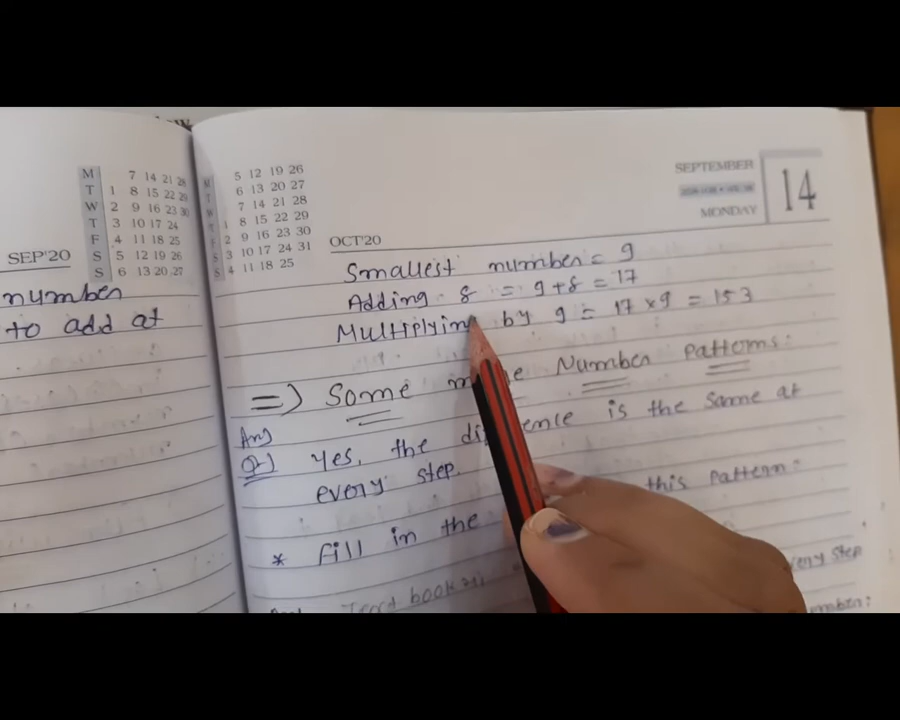 SEP'20
M 7 14 21 28
T 1 8 15 22 29
W 2 9 16 23 30
T 3 10 17 24
F 4 11 18 25
S 5 12 19 26
S 6 13 20 27
number
to add at
OCT'20
M 5 12 19 26
T 6 13 20 27
7 14 21 28
1 8 15 22 29
F 2 9 16 23 30
S 3 10 17 24 31
S 4 11 18 25
SEPTEMBER
MONDAY
14
Smallest number = 9
Adding 8 = 9+8 = 17
Multiplying by 9 = 17 x 9 = 153
=> Some Number Patterns:
Ans
Q1 Yes, the is the same at
every step.
* Fill in the this pattern:
book
every step